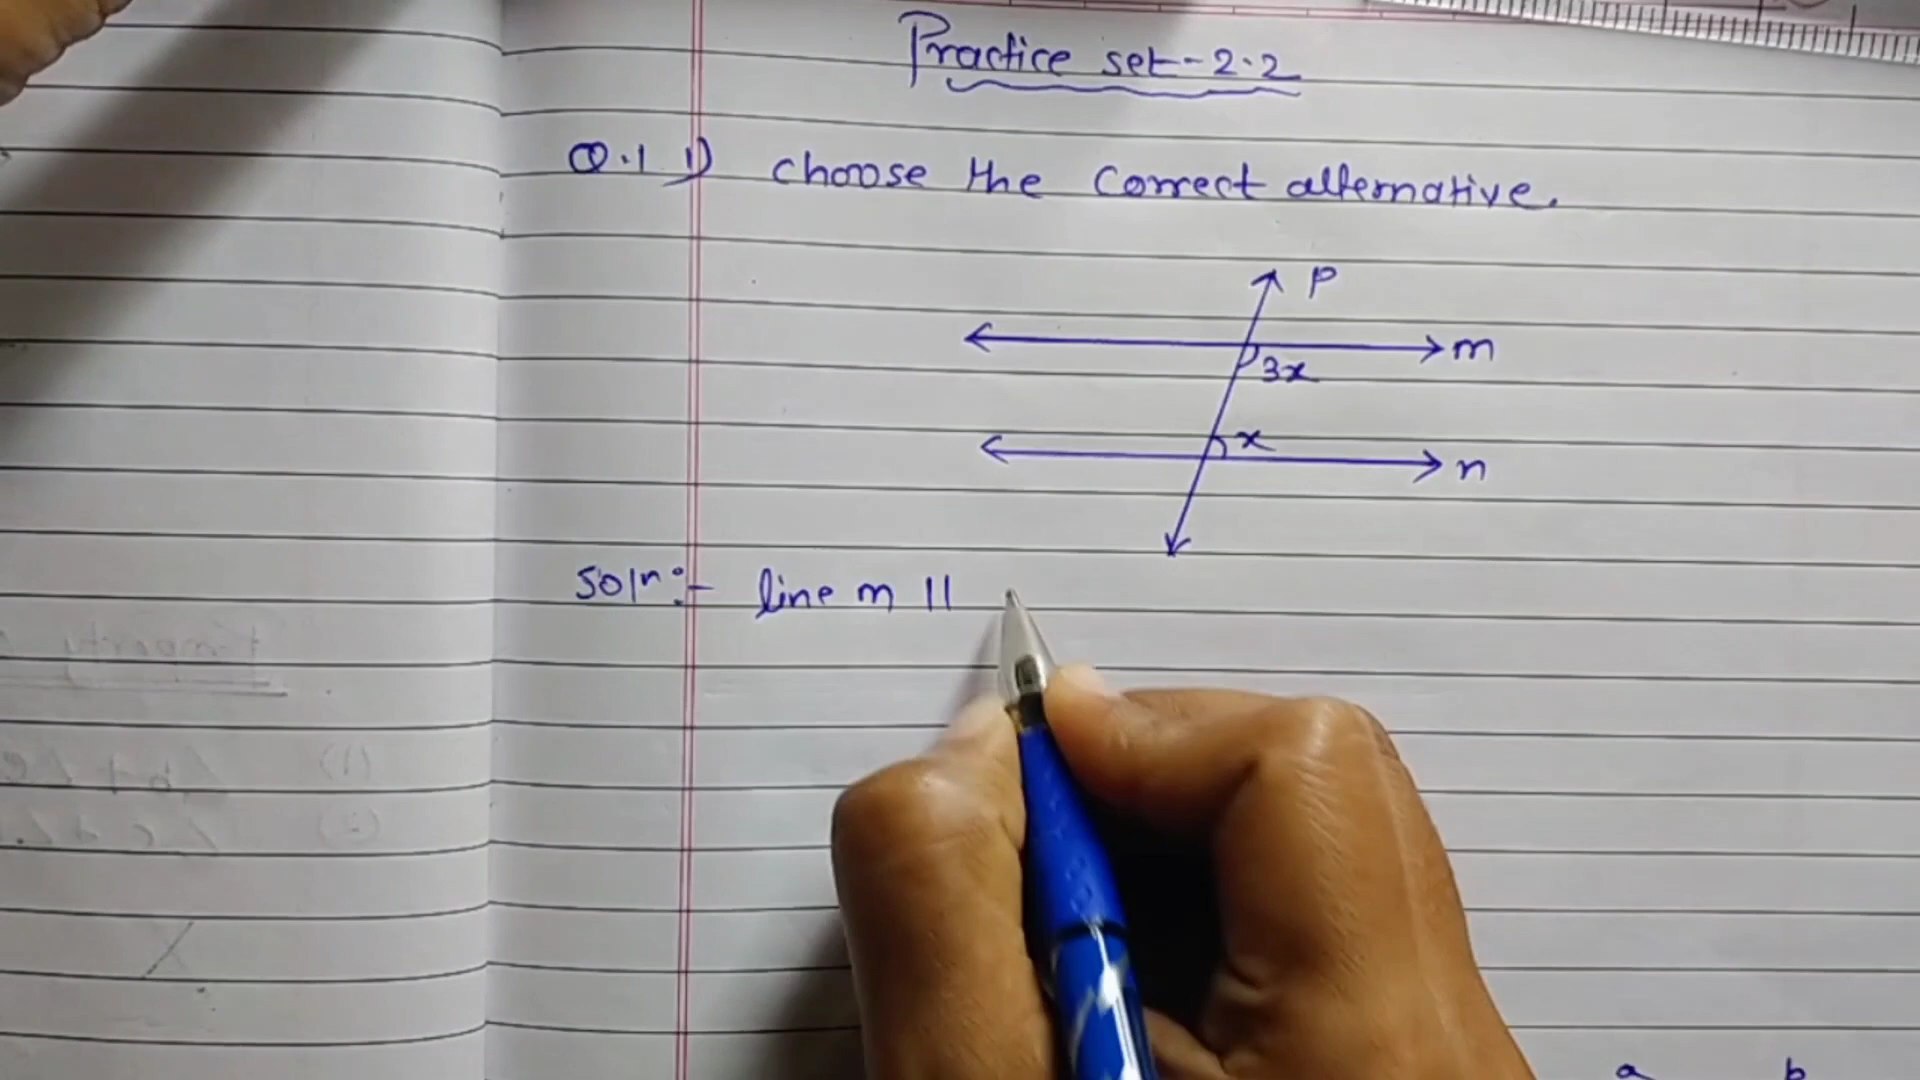 Practice set-2.2
Q.1 1) choose the correct alternative.
p
m
3x
x
n
Soln:- line m ||
a b